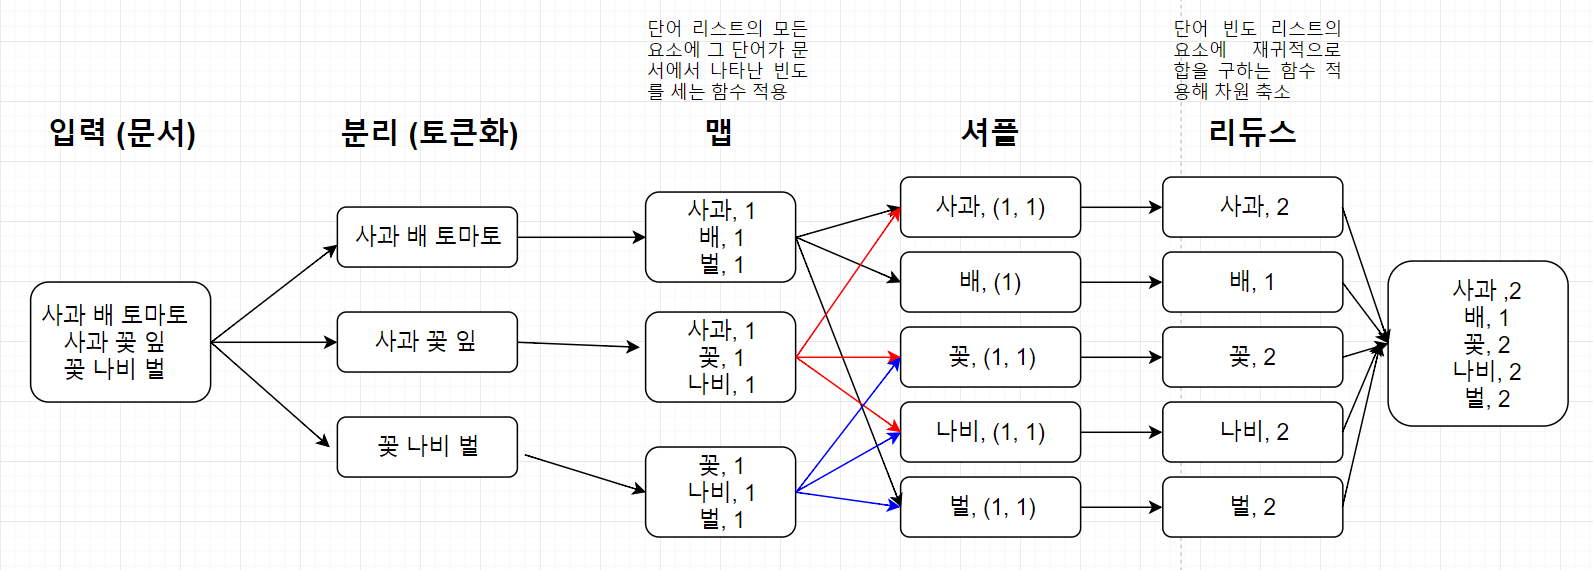 단어 리스트의 모든
요소에 그 단어가 문
서에서 나타난 빈도
를 세는 함수 적용
단어 빈도 리스트의
요소에 재귀적으로
합을 구하는 함수 적
용해 차원 축소
입력 (문서)
분리 (토큰화)
맵
셔플
리듀스
사과 배 토마토
사과 꽃 잎
꽃 나비 벌
사과 배 토마토
사과 꽃 잎
꽃 나비 벌
사과, 1
배, 1
벌, 1
사과, 1
꽃, 1
나비, 1
꽃, 1
나비, 1
벌, 1
사과, (1, 1)
배, (1)
꽃, (1, 1)
나비, (1, 1)
벌, (1, 1)
사과, 2
배, 1
꽃, 2
나비, 2
벌, 2
사과 ,2
배, 1
꽃, 2
나비, 2
벌, 2